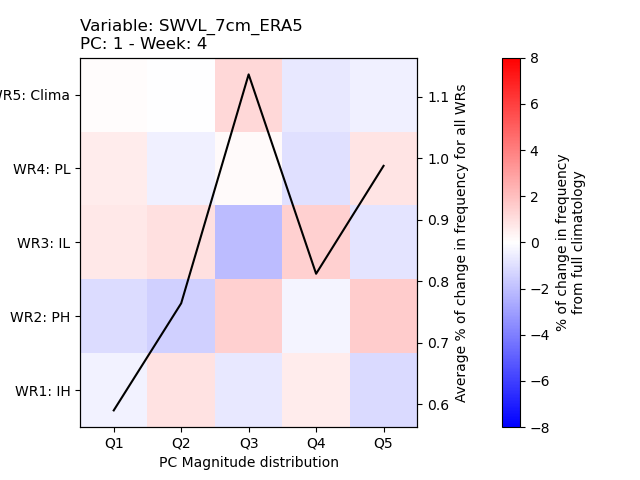 Variable: SWVL_7cm_ERA5
PC: 1 - Week: 4
WR5: Clima
WR4: PL
WR3: IL
WR2: PH
WR1: IH
Q1 Q2 Q3 Q4 Q5
PC Magnitude distribution
1.1
1.0
0.9
0.8
0.7
0.6
Average % of change in frequency for all WRs
8
6
4
2
0
−2
−4
−6
−8
% of change in frequency
from full climatology